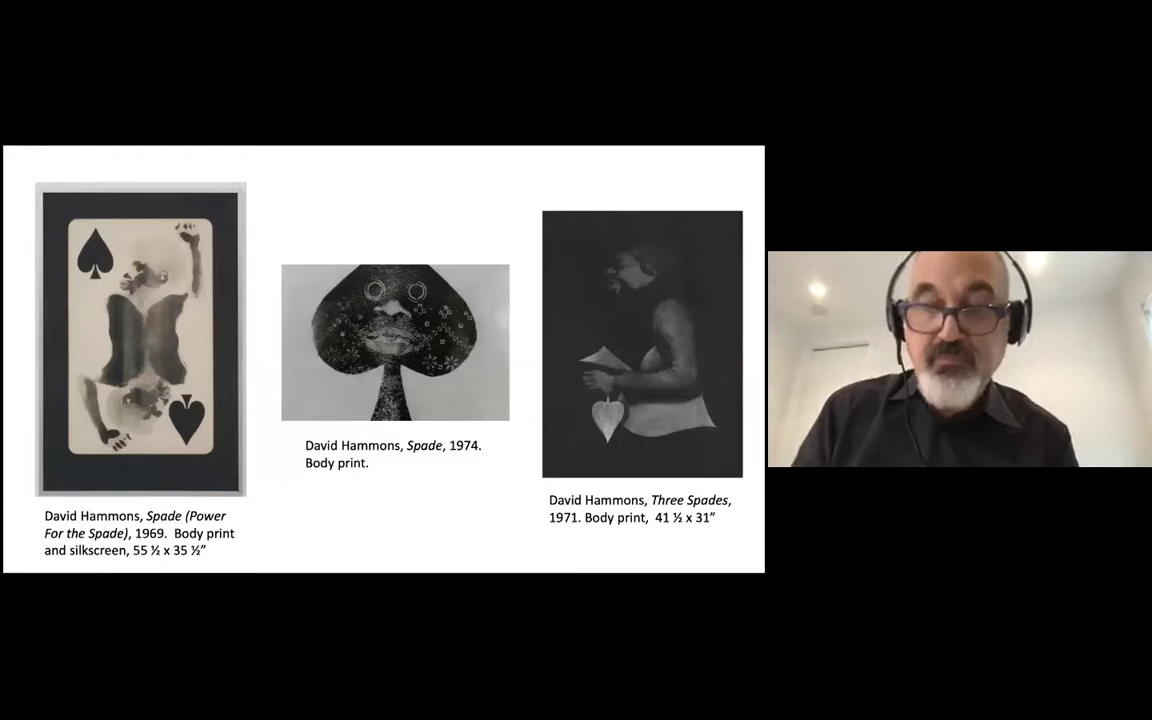 David Hammons, Spade (Power
For the Spade), 1969.  Body print
and silkscreen, 55 ½ x 35 ½”
David Hammons, Spade, 1974.
Body print.
David Hammons, Three Spades,
1971. Body print,  41 ½ x 31”